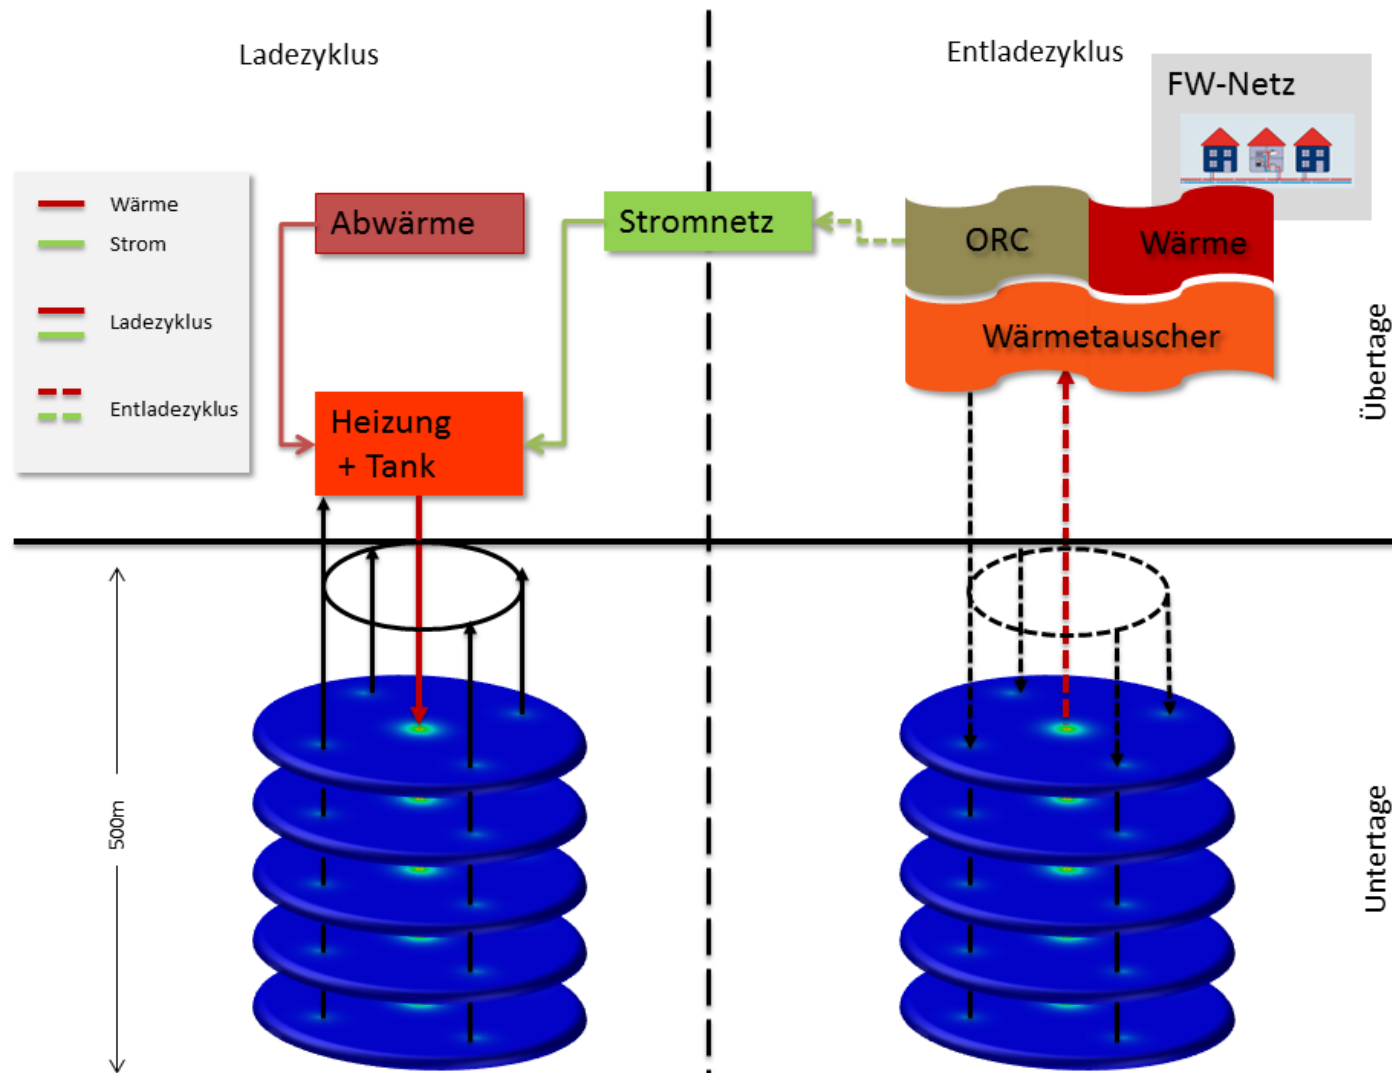 Ladezyklus
Entladezyklus
FW-Netz
Wärme
Strom
Ladezyklus
Entladezyklus
Abwärme
Stromnetz
ORC
Wärme
Wärmetauscher
Heizung
+ Tank
Übertage
500m
Untertage